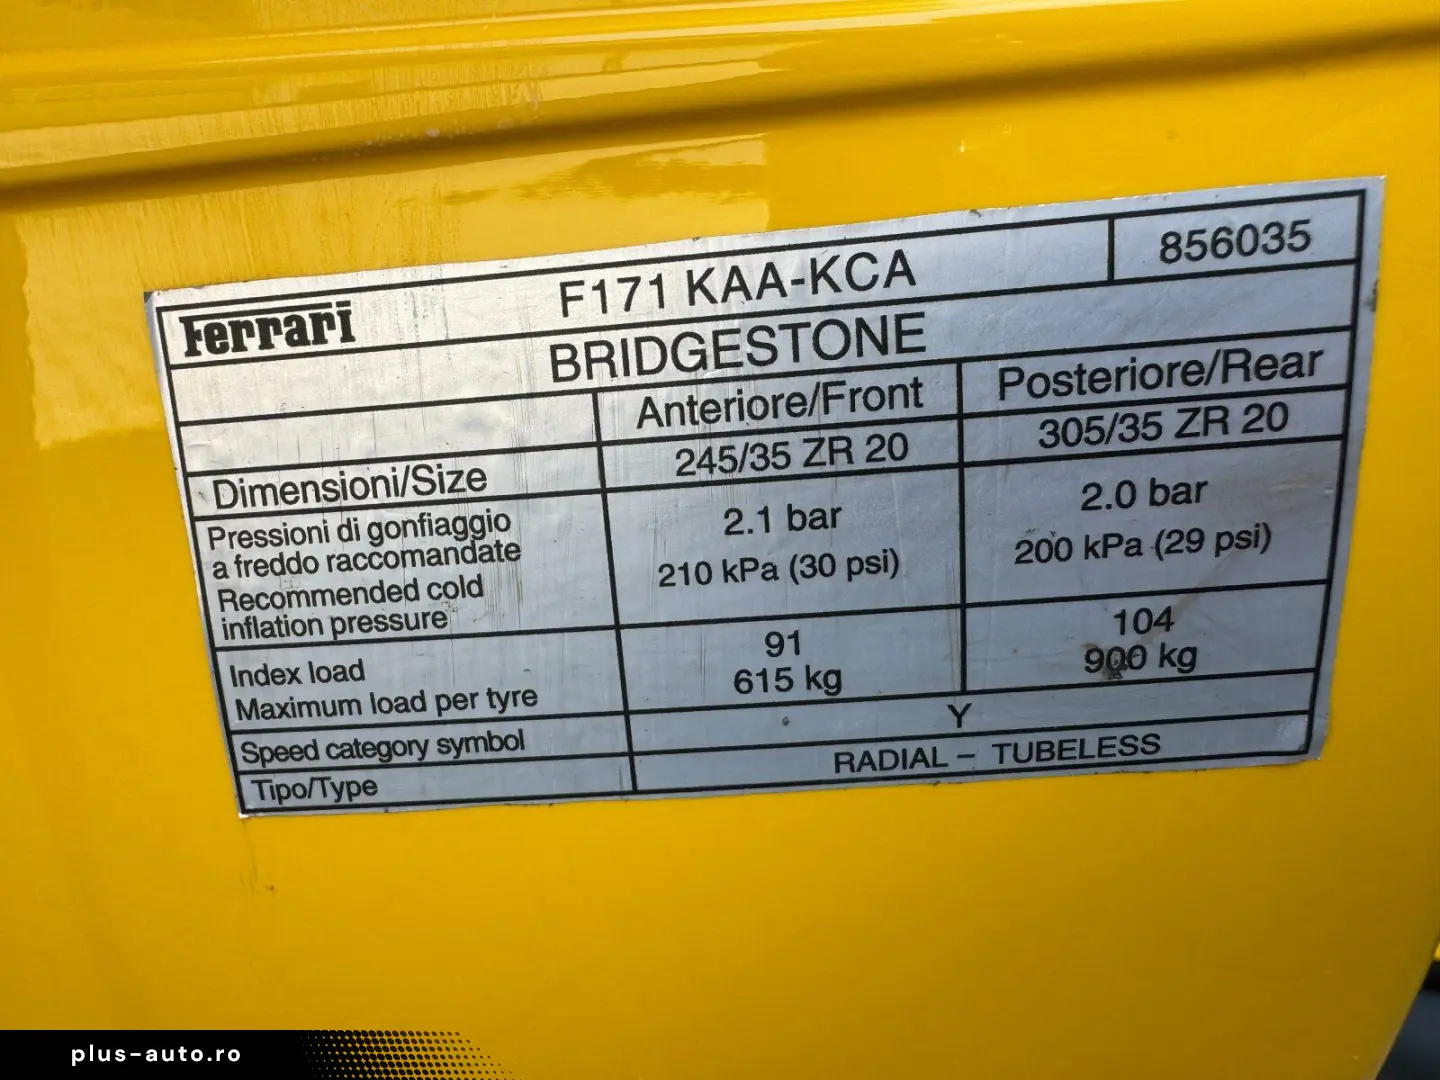 Ferrari F171 KAA-KCA 856035
BRIDGESTONE
Anteriore/Front Posteriore/Rear
Dimensioni/Size 245/35 ZR 20 305/35 ZR 20
Pressioni di gonfiaggio
a freddo raccomandate
Recommended cold
inflation pressure
2.1 bar 2.0 bar
210 kPa (30 psi) 200 kPa (29 psi)
Index load 91 104
Maximum load per tyre 615 kg 900 kg
Speed category symbol Y
Tipo/Type RADIAL - TUBELESS
plus-auto.ro